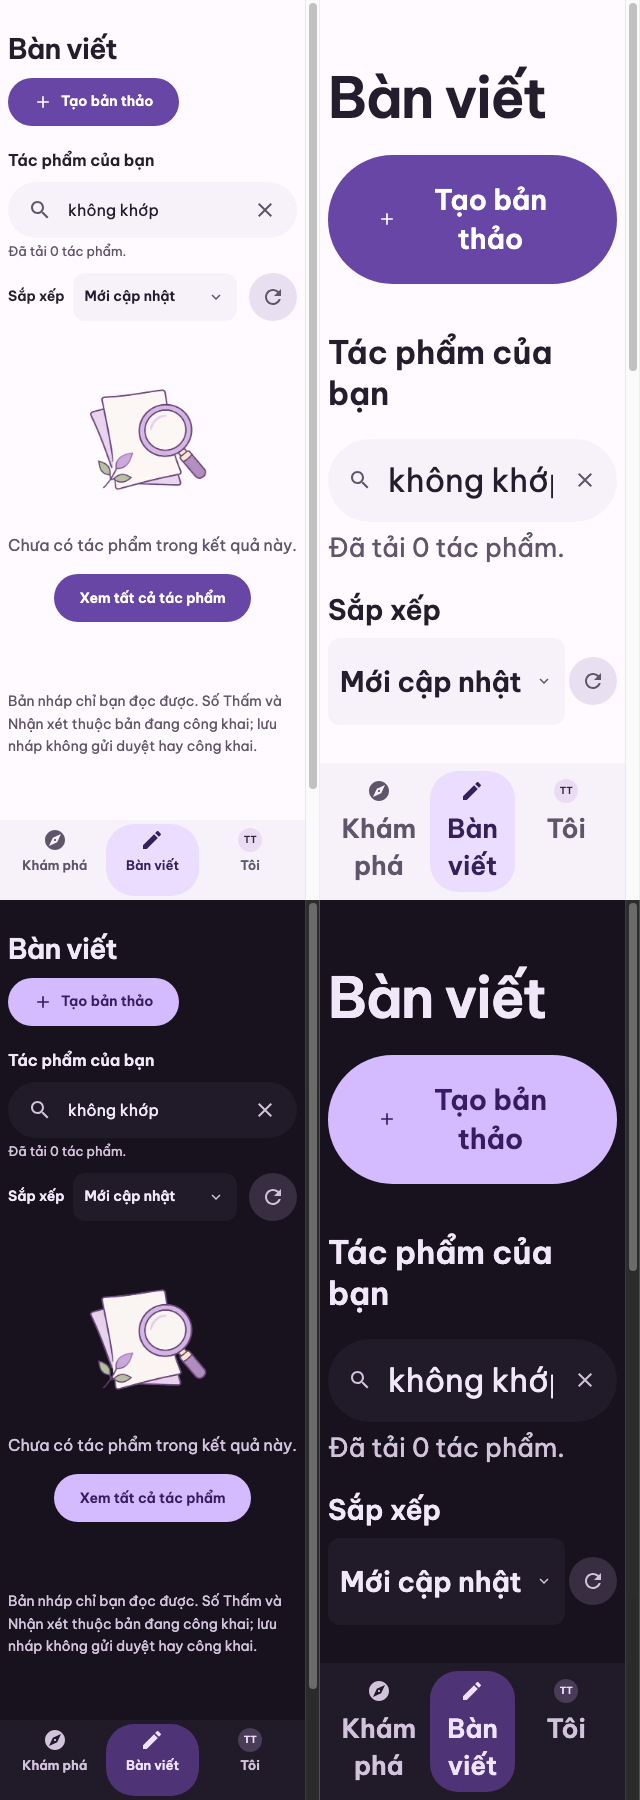 Bàn viết
Tạo bản thảo
Tác phẩm của bạn
không khớp
Đã tải 0 tác phẩm.
Sắp xếp Mới cập nhật
Chưa có tác phẩm trong kết quả này.
Xem tất cả tác phẩm
Bản nháp chỉ bạn đọc được. Số Thấm và
Nhận xét thuộc bản đang công khai; lưu
nháp không gửi duyệt hay công khai.
TT
Khám phá Bàn viết Tôi
Bàn viết
Tạo bản
thảo
Tác phẩm của
bạn
không khớp
Đã tải 0 tác phẩm.
Sắp xếp
Mới cập nhật
TT
Khám Bàn Tôi
phá viết
Bàn viết
Tạo bản thảo
Tác phẩm của bạn
không khớp
Đã tải 0 tác phẩm.
Sắp xếp Mới cập nhật
Chưa có tác phẩm trong kết quả này.
Xem tất cả tác phẩm
Bản nháp chỉ bạn đọc được. Số Thấm và
Nhận xét thuộc bản đang công khai; lưu
nháp không gửi duyệt hay công khai.
TT
Khám phá Bàn viết Tôi
Bàn viết
Tạo bản
thảo
Tác phẩm của
bạn
không khớp
Đã tải 0 tác phẩm.
Sắp xếp
Mới cập nhật
TT
Khám Bàn Tôi
phá viết